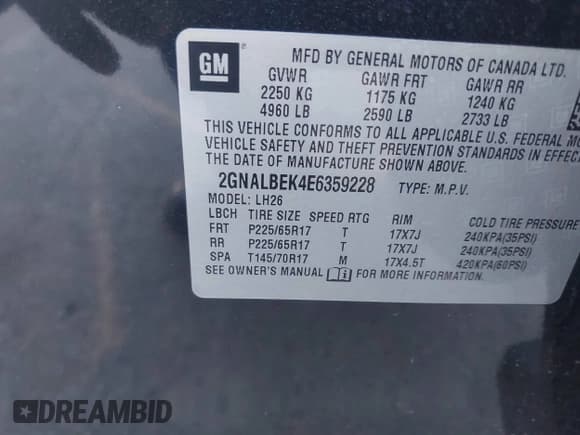 GM
MFD BY GENERAL MOTORS OF CANADA LTD.
GVWR GAWR FRT GAWR RR
2250 KG 1175 KG 1240 KG
4960 LB 2590 LB 2733 LB
THIS VEHICLE CONFORMS TO ALL APPLICABLE U.S. FEDERAL MO
VEHICLE SAFETY AND THEFT PREVENTION STANDARDS IN EFFEC
THE DATE OF MANUFACTURE SHOWN ABOVE.
2GNALBEK4E6359228 TYPE: M.P.V.
MODEL: LH26
LBCH TIRE SIZE SPEED RTG RIM COLD TIRE PRESSURE
FRT P225/65R17 T 17X7J 240KPA(35PSI)
RR P225/65R17 T 17X7J 240KPA(35PSI)
SPA T145/70R17 M 17X4.5T 420KPA(60PSI)
SEE OWNER'S MANUAL FOR MORE INFORMATION.
DREAMBID